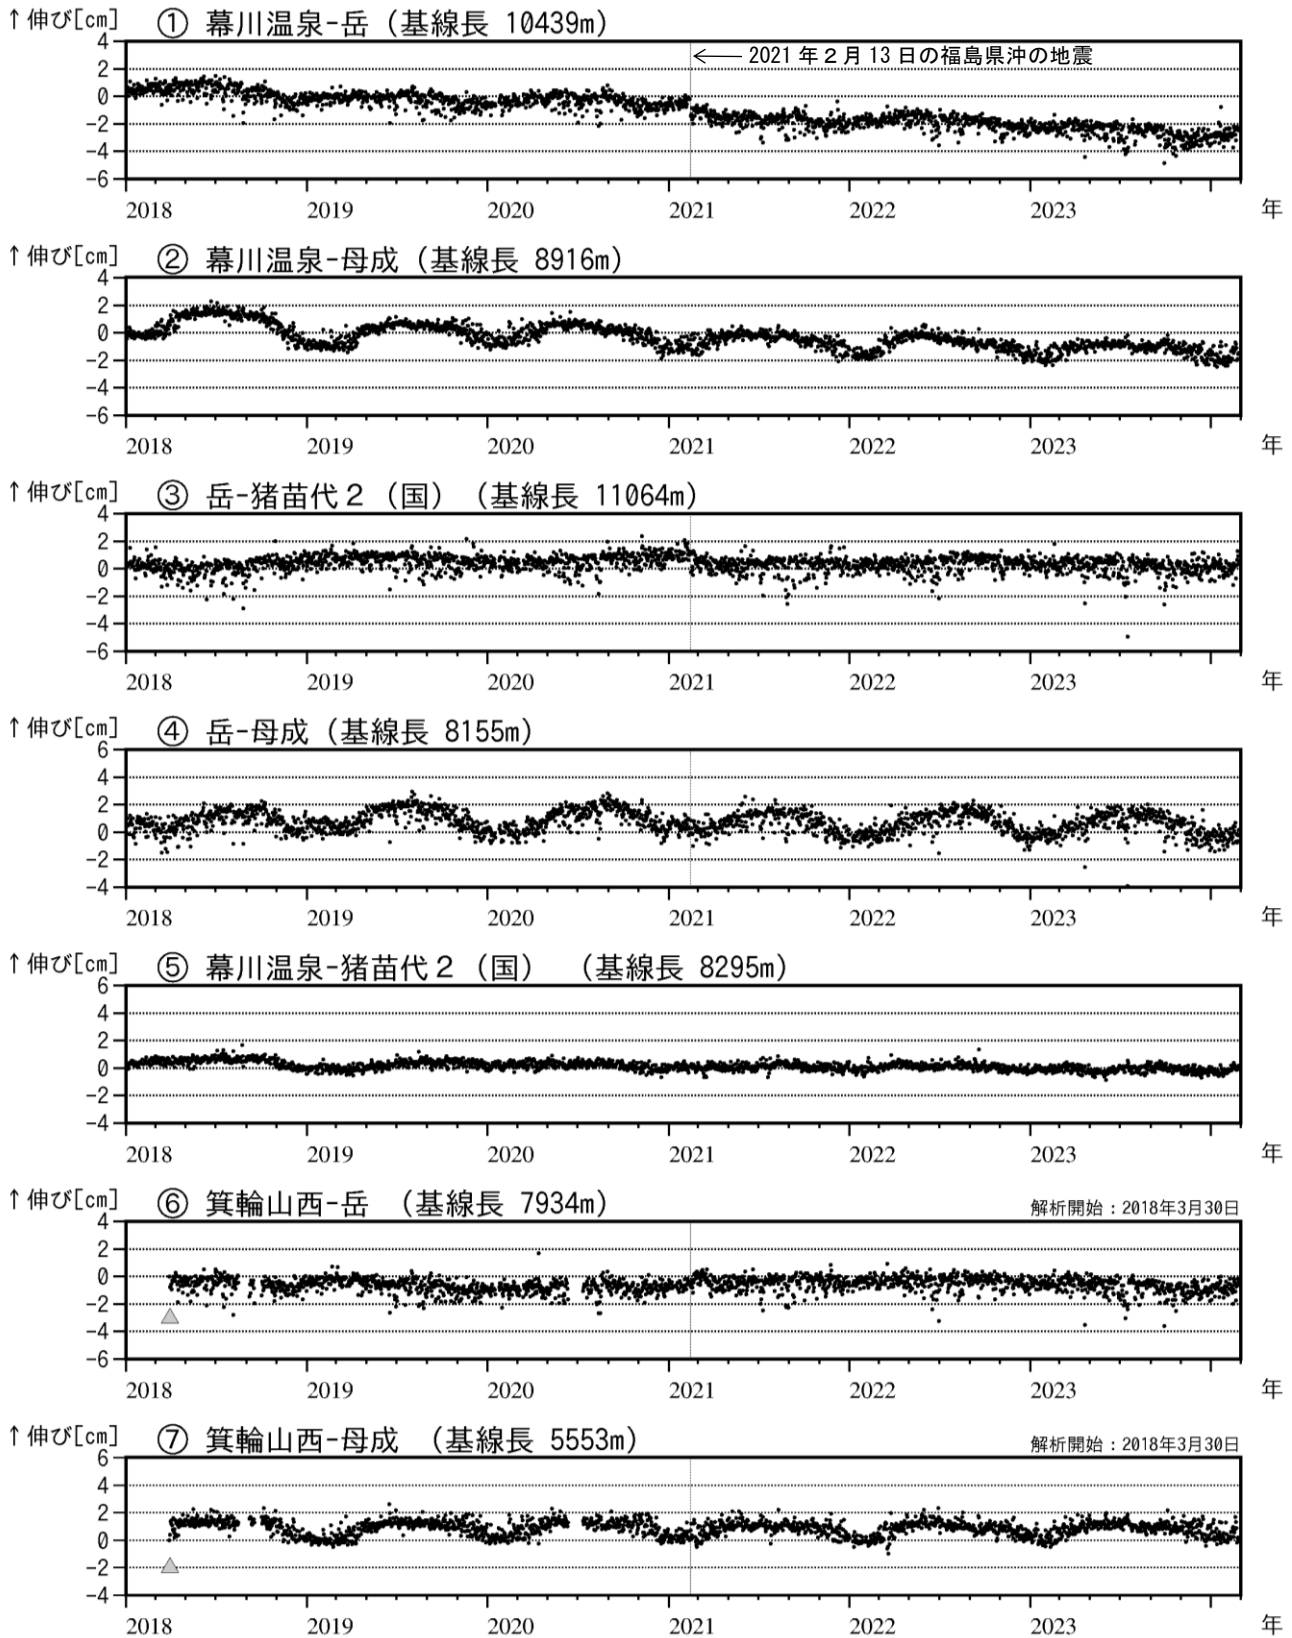 ↑伸び[cm] ① 幕川温泉-岳（基線長 10439m）
4
← 2021年2月13日の福島県沖の地震
2
0
-2
-4
-6
2018 2019 2020 2021 2022 2023 年
↑伸び[cm] ② 幕川温泉-母成（基線長 8916m）
4
2
0
-2
-4
-6
2018 2019 2020 2021 2022 2023 年
↑伸び[cm] ③ 岳-猪苗代２（国）（基線長 11064m）
4
2
0
-2
-4
-6
2018 2019 2020 2021 2022 2023 年
↑伸び[cm] ④ 岳-母成（基線長 8155m）
6
4
2
0
-2
-4
2018 2019 2020 2021 2022 2023 年
↑伸び[cm] ⑤ 幕川温泉-猪苗代２（国）　（基線長 8295m）
6
4
2
0
-2
-4
2018 2019 2020 2021 2022 2023 年
↑伸び[cm] ⑥ 箕輪山西-岳　（基線長 7934m） 解析開始：2018年3月30日
4
2
0
-2
-4
-6
2018 2019 2020 2021 2022 2023 年
↑伸び[cm] ⑦ 箕輪山西-母成　（基線長 5553m） 解析開始：2018年3月30日
6
4
2
0
-2
-4
2018 2019 2020 2021 2022 2023 年